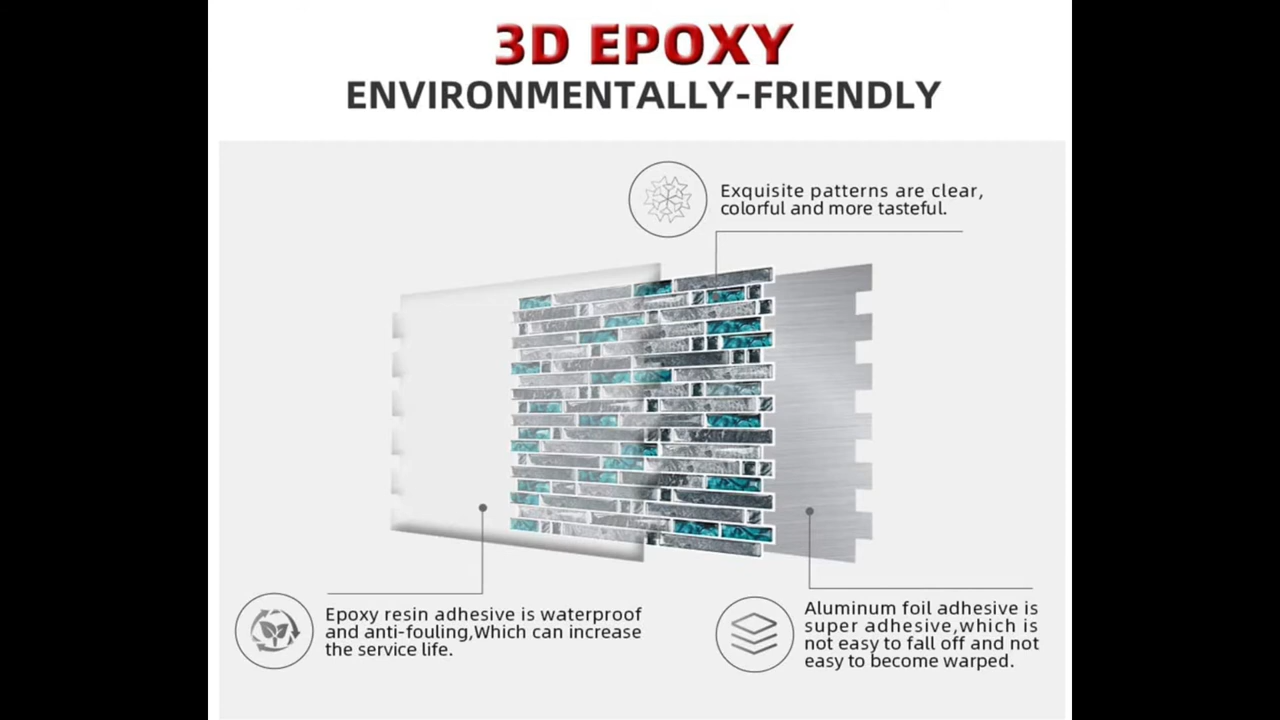 3D EPOXY
ENVIRONMENTALLY-FRIENDLY
Exquisite patterns are clear,
colorful and more tasteful.
Epoxy resin adhesive is waterproof
and anti-fouling,Which can increase
the service life.
Aluminum foil adhesive is
super adhesive,which is
not easy to fall off and not
easy to become warped.